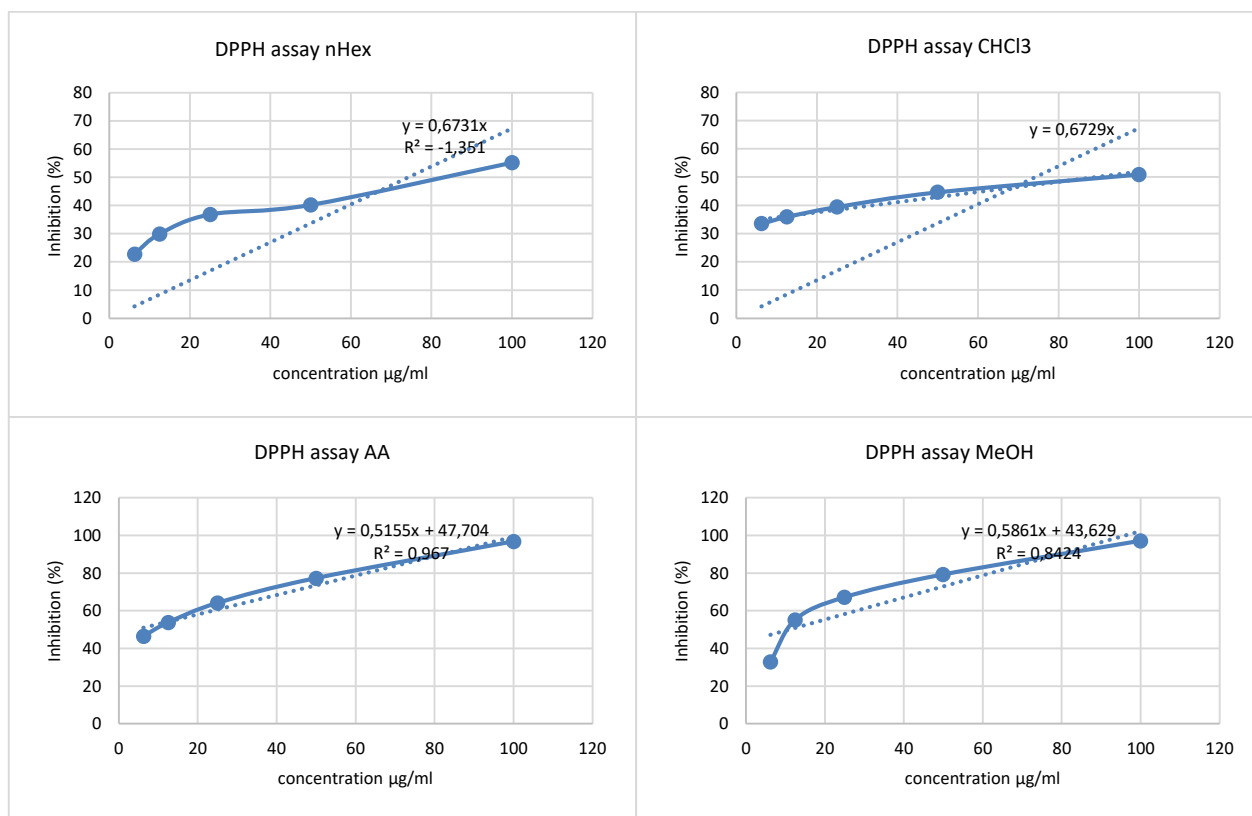 DPPH assay nHex
80
70
60
50
40
30
20
10
0
Inhibition (%)
y = 0,6731x
R² = -1,351
0 20 40 60 80 100 120
concentration µg/ml
DPPH assay CHCl3
80
70
60
50
40
30
20
10
0
Inhibition (%)
y = 0,6729x
0 20 40 60 80 100 120
concentration µg/ml
DPPH assay AA
120
100
80
60
40
20
0
Inhibition (%)
y = 0,5155x + 47,704
R² = 0,967
0 20 40 60 80 100 120
concentration µg/ml
DPPH assay MeOH
120
100
80
60
40
20
0
Inhibition (%)
y = 0,5861x + 43,629
R² = 0,8424
0 20 40 60 80 100 120
concentration µg/ml